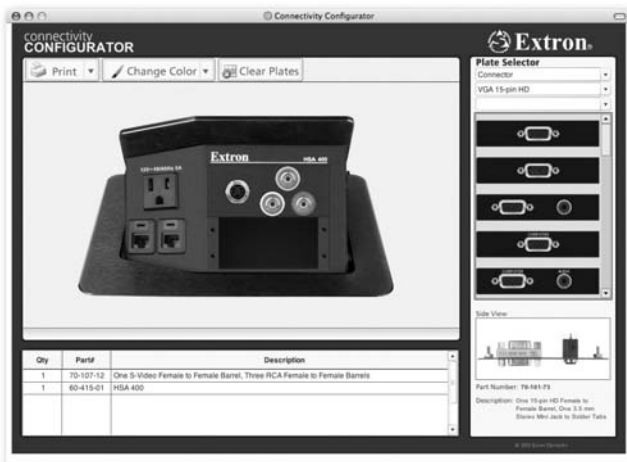 Connectivity Configurator
connectivity
CONFIGURATOR
Extron
Print
Change Color
Clear Plates
Plate Selector
Connector
VGA 15-pin HD
Extron
HSA 400
COMPUTER
COMPUTER
AUDIO
Side View
Part Number: 70-101-73
Description: One 15-pin HD Female to
Female Barrel, One 3.5 mm
Stereo Mini Jack to Solder Tabs
Qty Part# Description
1 70-107-12 One S-Video Female to Female Barrel, Three RCA Female to Female Barrels
1 60-415-01 HSA 400